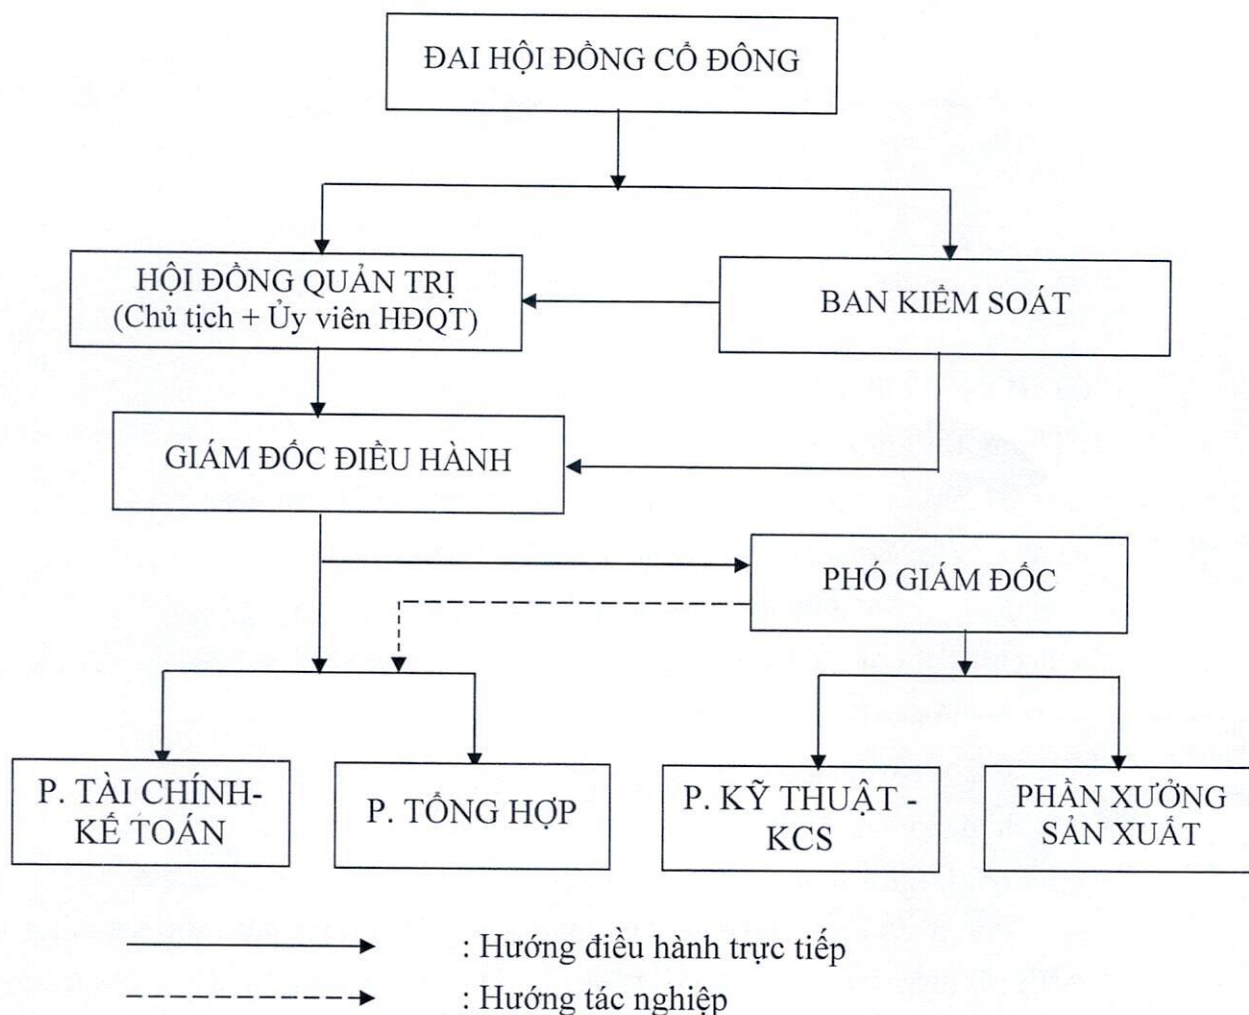 ĐAI HỘI ĐỒNG CỔ ĐÔNG
HỘI ĐỒNG QUẢN TRỊ
(Chủ tịch + Ủy viên HĐQT)
BAN KIỂM SOÁT
GIÁM ĐỐC ĐIỀU HÀNH
PHÓ GIÁM ĐỐC
P. TÀI CHÍNH-
KẾ TOÁN
P. TỔNG HỢP
P. KỸ THUẬT -
KCS
PHẦN XƯỞNG
SẢN XUẤT
: Hướng điều hành trực tiếp
: Hướng tác nghiệp